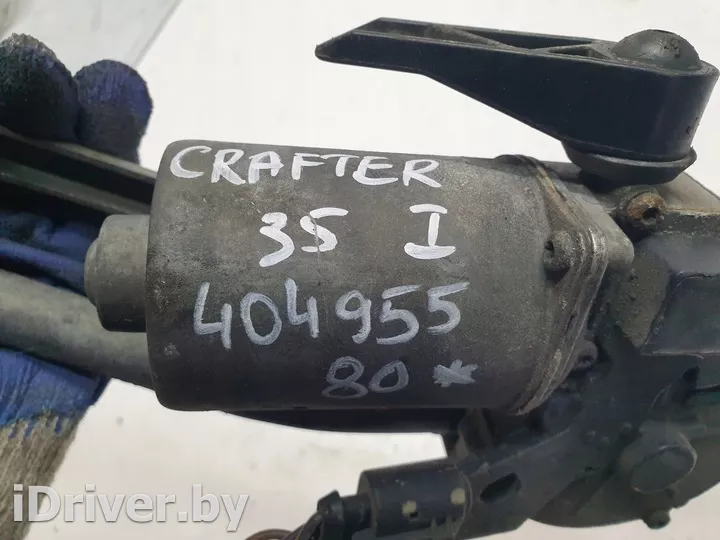 CRAFTER
35 I
404955
80*
iDriver.by